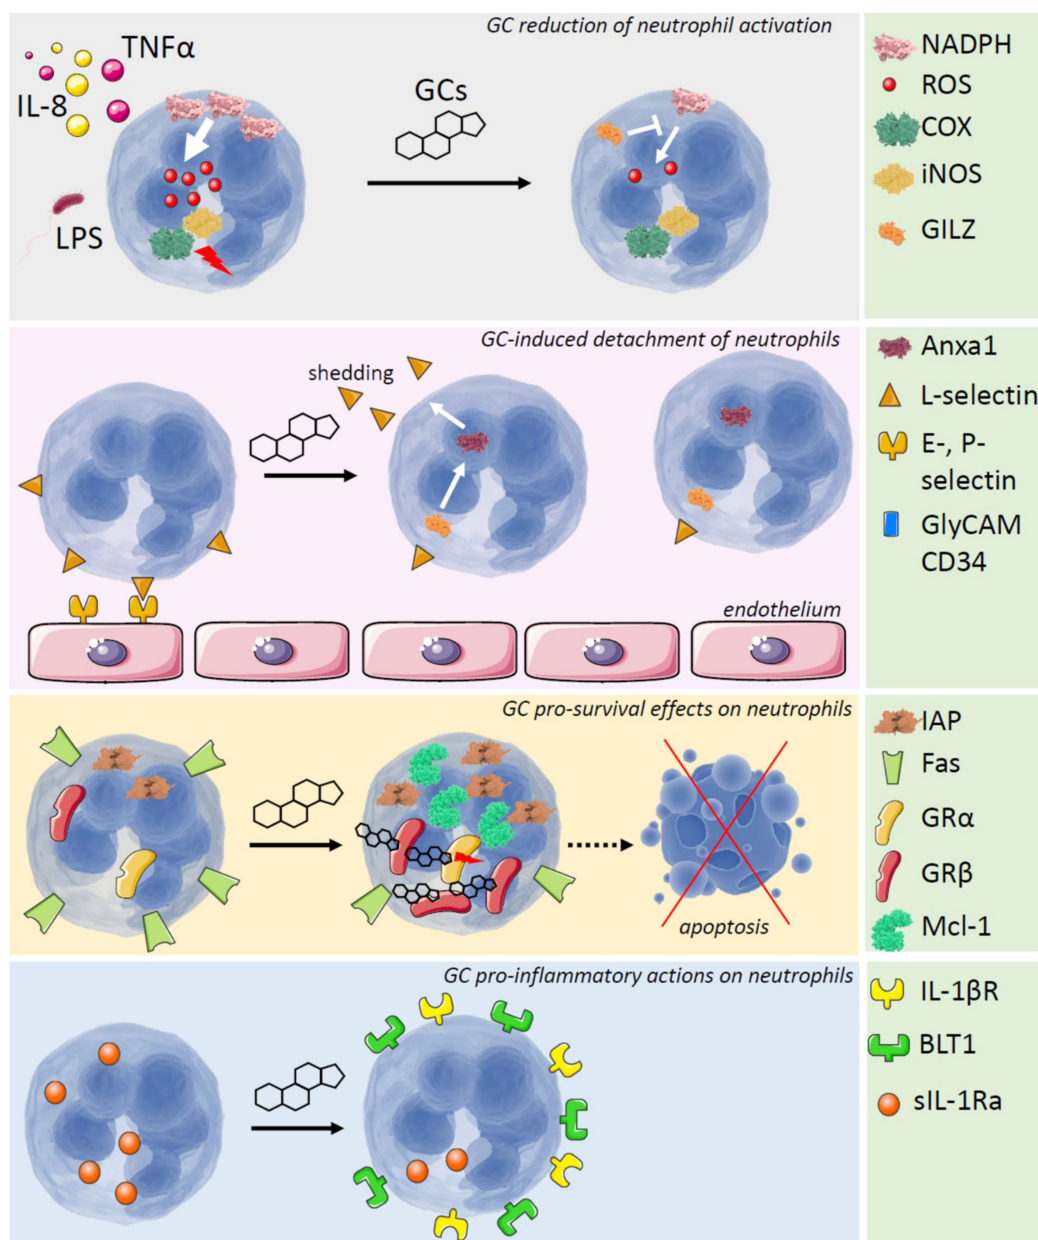 GC reduction of neutrophil activation
TNFα
IL-8
LPS
GCs
NADPH
ROS
COX
iNOS
GILZ
GC-induced detachment of neutrophils
shedding
endothelium
Anxa1
L-selectin
E-, P-
selectin
GlyCAM
CD34
GC pro-survival effects on neutrophils
apoptosis
IAP
Fas
GRα
GRβ
Mcl-1
GC pro-inflammatory actions on neutrophils
IL-1βR
BLT1
sIL-1Ra